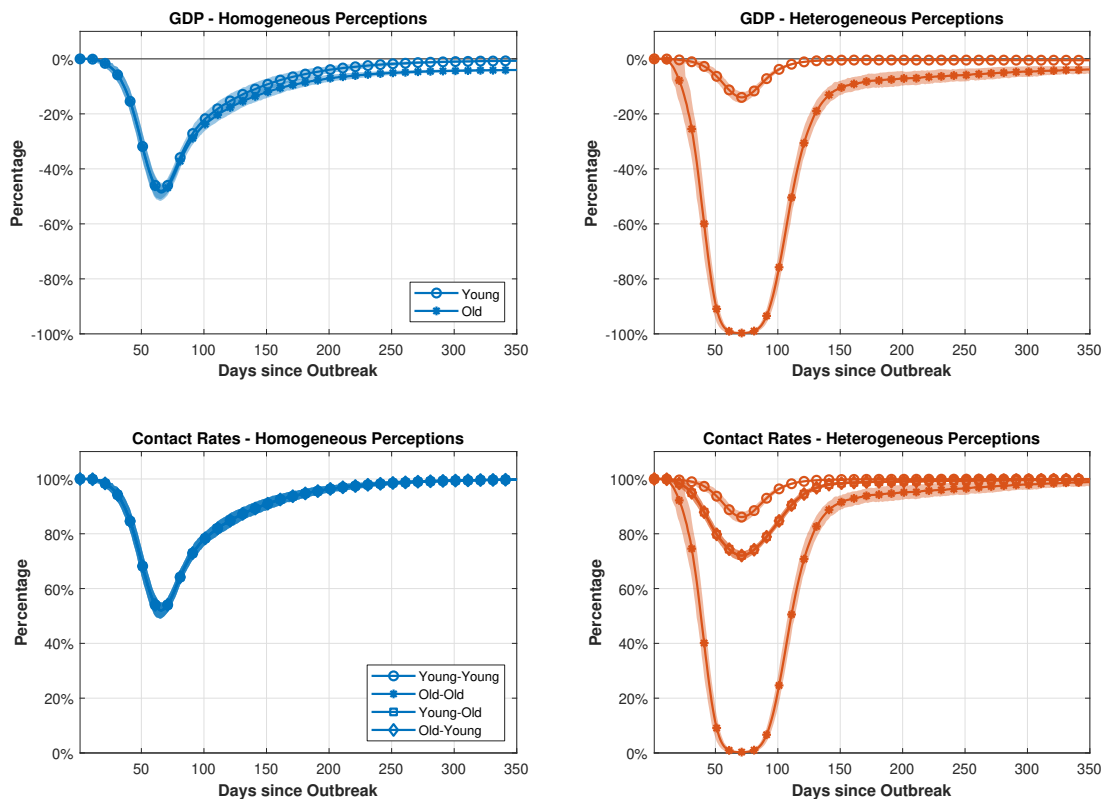 GDP - Homogeneous Perceptions
0%
-20%
-40%
-60%
-80%
-100%
Percentage
Young
Old
50 100 150 200 250 300 350
Days since Outbreak
GDP - Heterogeneous Perceptions
0%
-20%
-40%
-60%
-80%
-100%
Percentage
50 100 150 200 250 300 350
Days since Outbreak
Contact Rates - Homogeneous Perceptions
100%
80%
60%
40%
20%
0%
Percentage
Young-Young
Old-Old
Young-Old
Old-Young
50 100 150 200 250 300 350
Days since Outbreak
Contact Rates - Heterogeneous Perceptions
100%
80%
60%
40%
20%
0%
Percentage
50 100 150 200 250 300 350
Days since Outbreak